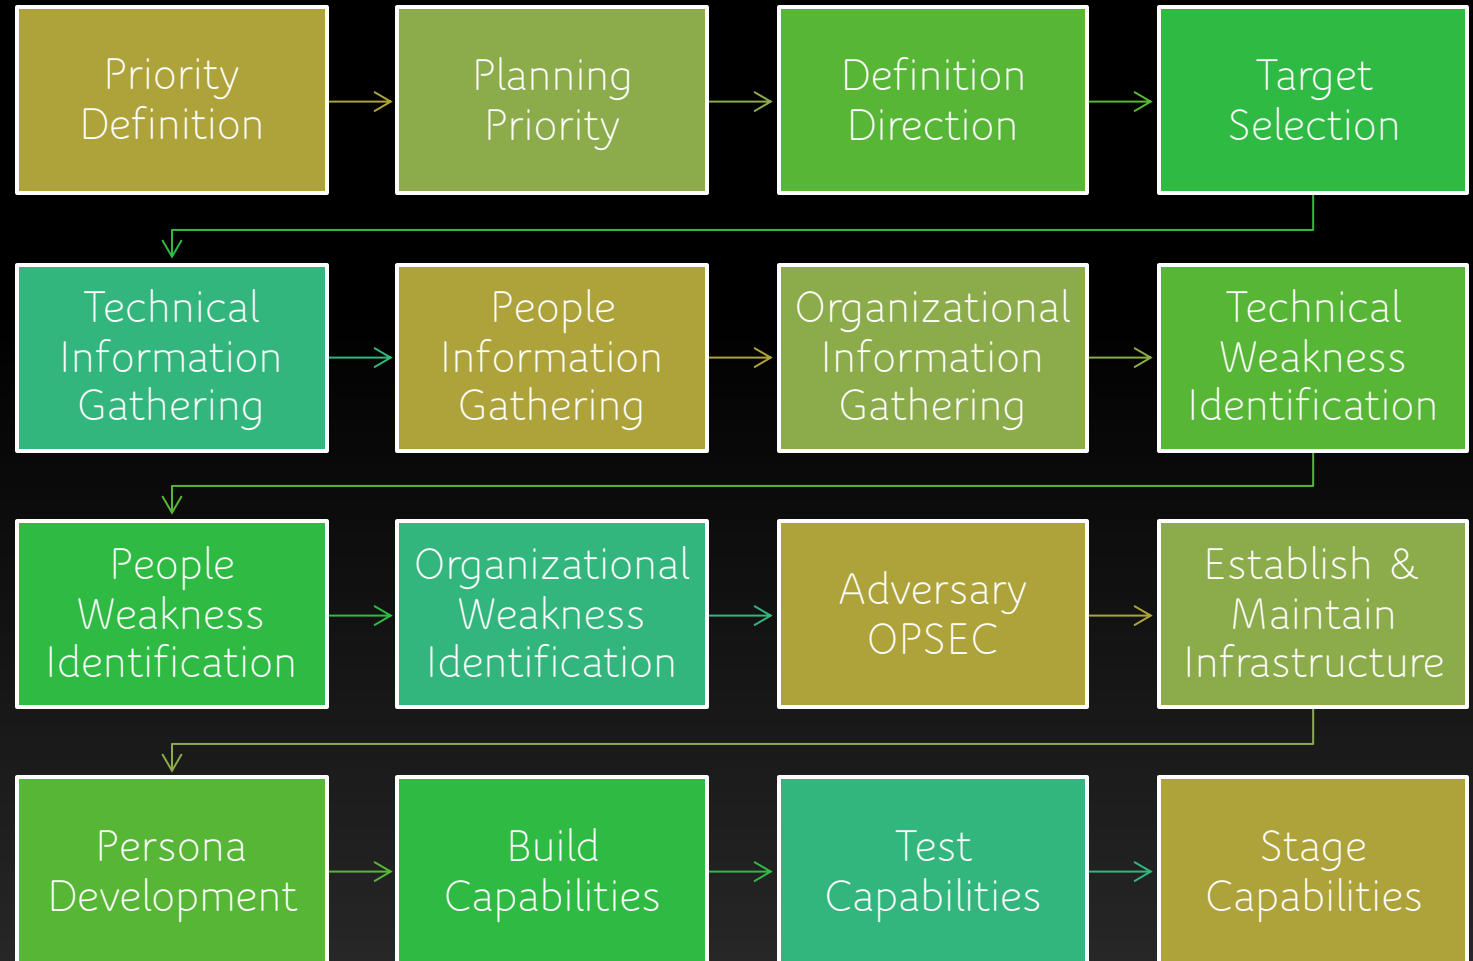 Priority
Definition
Planning
Priority
Definition
Direction
Target
Selection
Technical
Information
Gathering
People
Information
Gathering
Organizational
Information
Gathering
Technical
Weakness
Identification
People
Weakness
Identification
Organizational
Weakness
Identification
Adversary
OPSEC
Establish &
Maintain
Infrastructure
Persona
Development
Build
Capabilities
Test
Capabilities
Stage
Capabilities